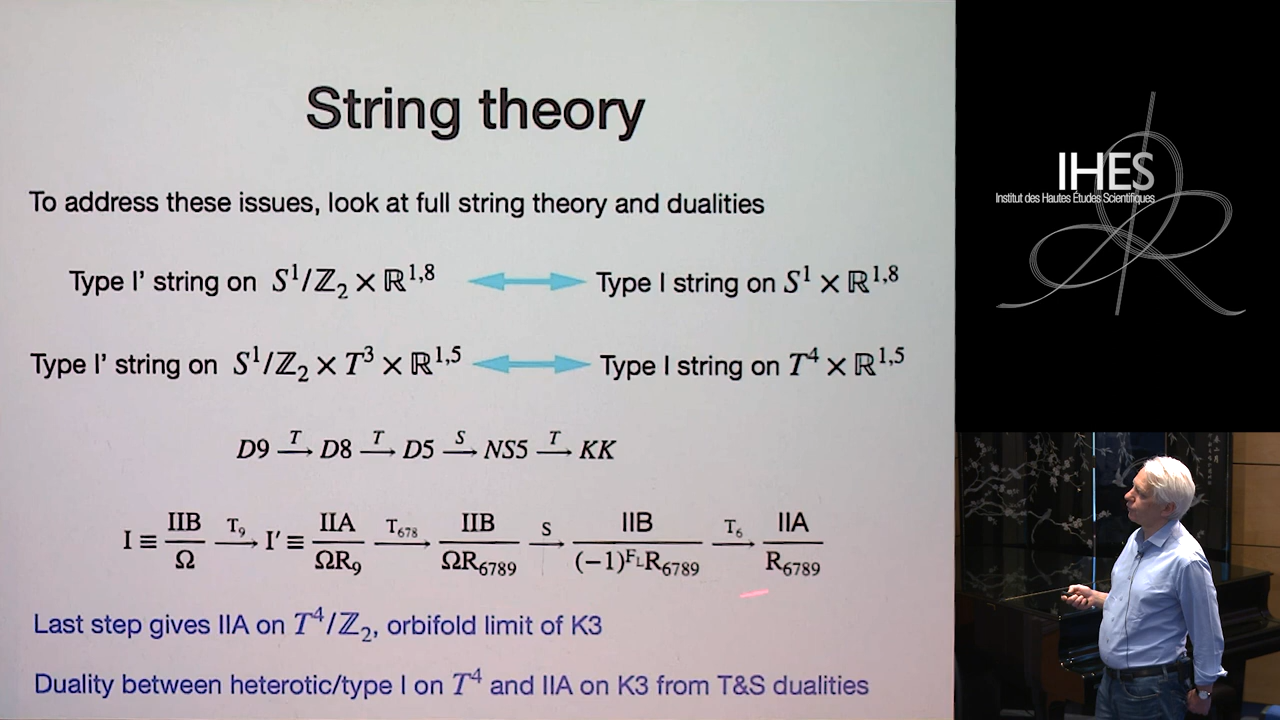 String theory
To address these issues, look at full string theory and dualities
Type I' string on S¹/ℤ₂ × ℝ¹,⁸ ⟷ Type I string on S¹ × ℝ¹,⁸
Type I' string on S¹/ℤ₂ × T³ × ℝ¹,⁵ ⟷ Type I string on T⁴ × ℝ¹,⁵
D9 —T→ D8 —T→ D5 —S→ NS5 —T→ KK
I ≡ IIB/Ω —T₉→ I' ≡ IIA/ΩR₉ —T₆₇₈→ IIB/ΩR₆₇₈₉ —S→ IIB/(−1)^{F_L}R₆₇₈₉ —T₆→ IIA/R₆₇₈₉
Last step gives IIA on T⁴/ℤ₂, orbifold limit of K3
Duality between heterotic/type I on T⁴ and IIA on K3 from T&S dualities
IHES
Institut des Hautes Études Scientifiques